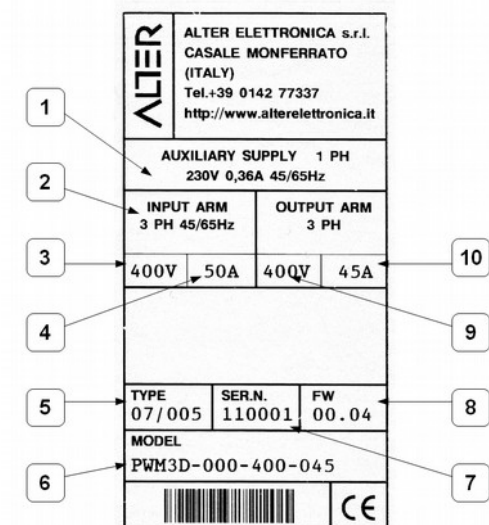 ALTER
ALTER ELETTRONICA s.r.l.
CASALE MONFERRATO
(ITALY)
Tel.+39 0142 77337
http://www.alterelettronica.it
1
AUXILIARY SUPPLY 1 PH
230V 0,36A 45/65Hz
2
INPUT ARM
3 PH 45/65Hz
OUTPUT ARM
3 PH
3
400V
50A
400V
45A
10
4
9
5
TYPE
07/005
SER.N.
110001
FW
00.04
8
MODEL
6
PWM3D-000-400-045
7
CE